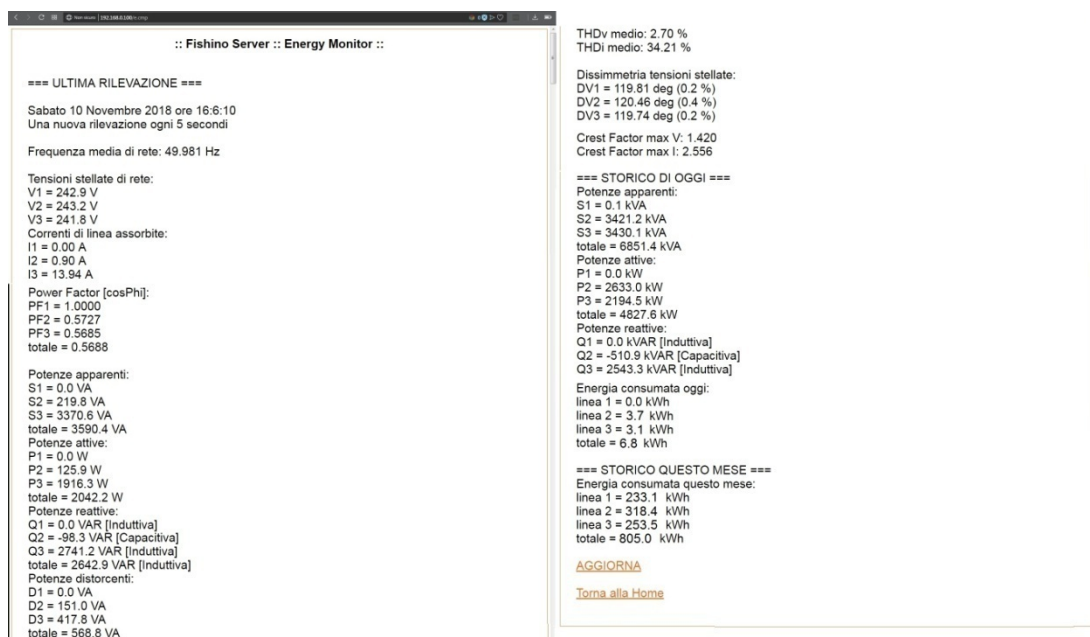 Not secure | 192.168.0.108/n.cmp
:: Fishino Server :: Energy Monitor ::
=== ULTIMA RILEVAZIONE ===
Sabato 10 Novembre 2018 ore 16:6:10
Una nuova rilevazione ogni 5 secondi
Frequenza media di rete: 49.981 Hz
Tensioni stellate di rete:
V1 = 242.9 V
V2 = 243.2 V
V3 = 241.8 V
Correnti di linea assorbite:
I1 = 0.00 A
I2 = 0.90 A
I3 = 13.94 A
Power Factor [cosPhi]:
PF1 = 1.0000
PF2 = 0.5727
PF3 = 0.5685
totale = 0.5688
Potenze apparenti:
S1 = 0.0 VA
S2 = 219.8 VA
S3 = 3370.6 VA
totale = 3590.4 VA
Potenze attive:
P1 = 0.0 W
P2 = 125.9 W
P3 = 1916.3 W
totale = 2042.2 W
Potenze reattive:
Q1 = 0.0 VAR [Induttiva]
Q2 = -98.3 VAR [Capacitiva]
Q3 = 2741.2 VAR [Induttiva]
totale = 2642.9 VAR [Induttiva]
Potenze distorcenti:
D1 = 0.0 VA
D2 = 151.0 VA
D3 = 417.8 VA
totale = 568.8 VA
THDv medio: 2.70 %
THDi medio: 34.21 %
Dissimmetria tensioni stellate:
DV1 = 119.81 deg (0.2 %)
DV2 = 120.46 deg (0.4 %)
DV3 = 119.74 deg (0.2 %)
Crest Factor max V: 1.420
Crest Factor max I: 2.556
=== STORICO DI OGGI ===
Potenze apparenti:
S1 = 0.1 kVA
S2 = 3421.2 kVA
S3 = 3430.1 kVA
totale = 6851.4 kVA
Potenze attive:
P1 = 0.0 kW
P2 = 2633.0 kW
P3 = 2194.5 kW
totale = 4827.6 kW
Potenze reattive:
Q1 = 0.0 kVAR [Induttiva]
Q2 = -510.9 kVAR [Capacitiva]
Q3 = 2543.3 kVAR [Induttiva]
Energia consumata oggi:
linea 1 = 0.0 kWh
linea 2 = 3.7 kWh
linea 3 = 3.1 kWh
totale = 6.8 kWh
=== STORICO QUESTO MESE ===
Energia consumata questo mese:
linea 1 = 233.1 kWh
linea 2 = 318.4 kWh
linea 3 = 253.5 kWh
totale = 805.0 kWh
AGGIORNA
Torna alla Home